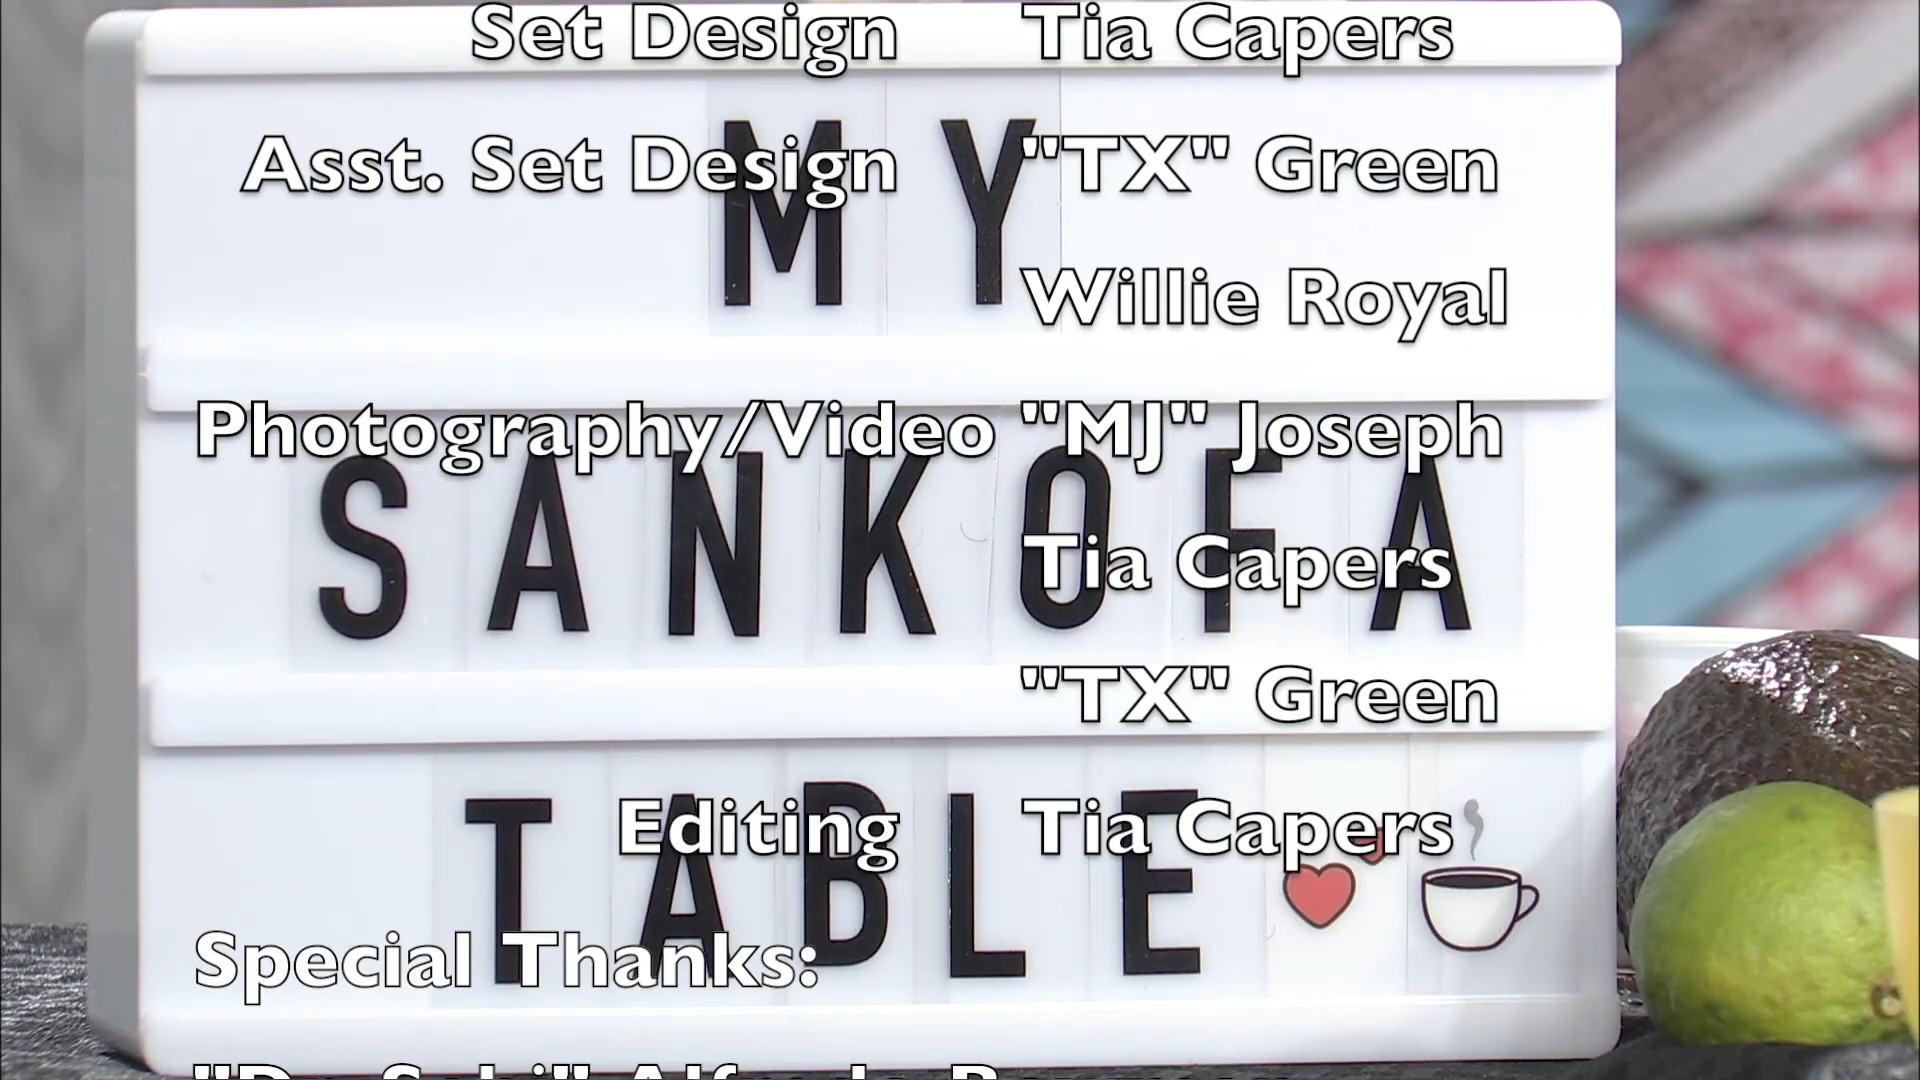 Set Design Tia Capers
Asst. Set Design "TX" Green
MY
Willie Royal
Photography/Video "MJ" Joseph
SANKOFA
Tia Capers
"TX" Green
Editing Tia Capers
TABLE
Special Thanks: